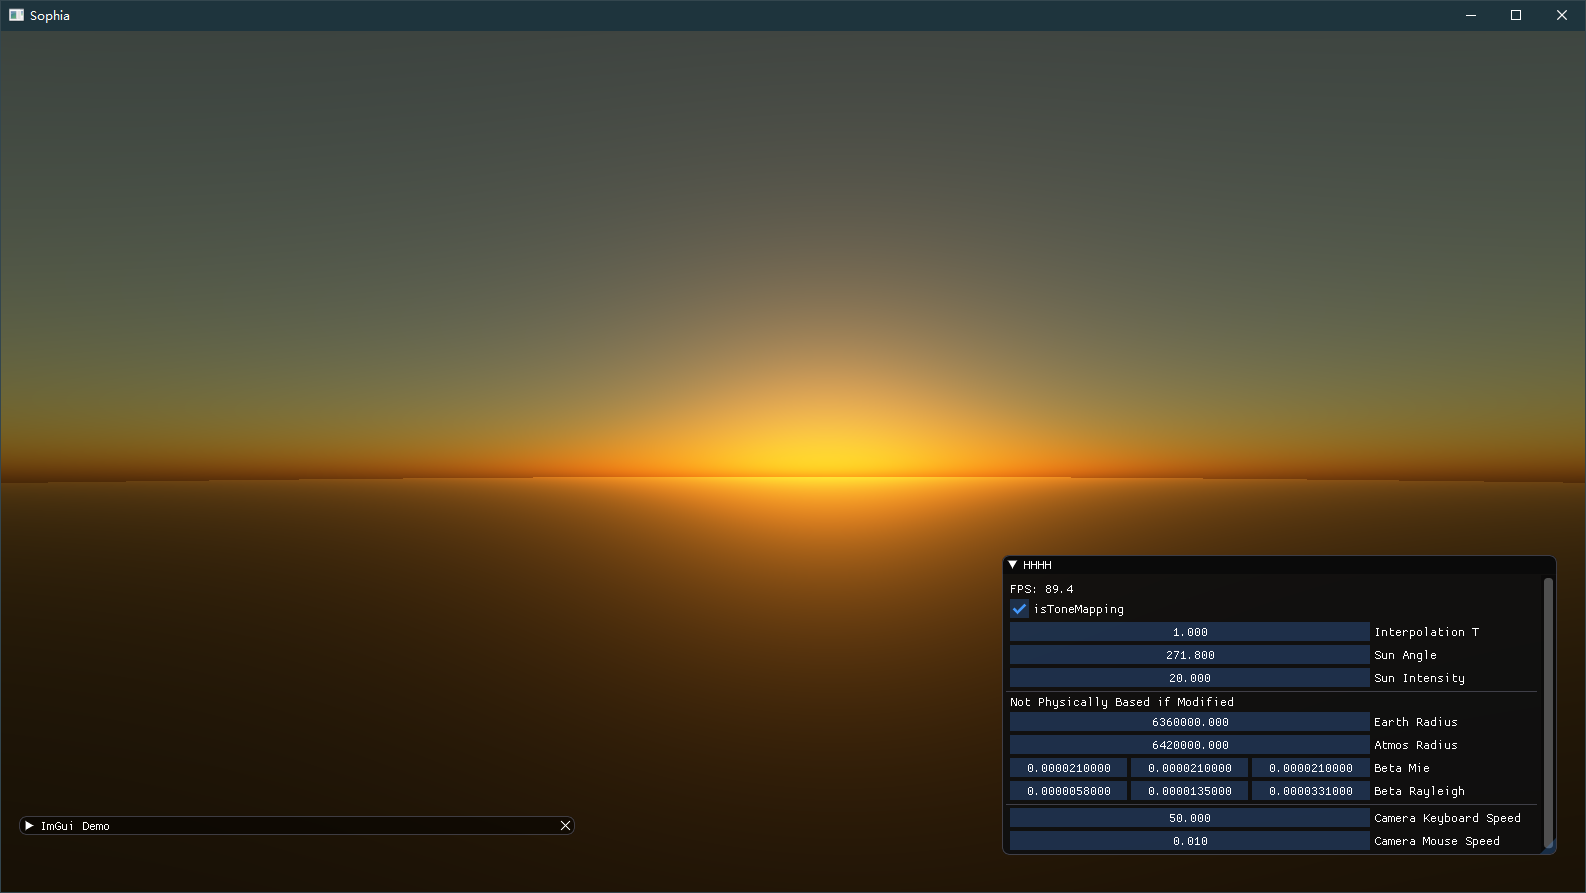 Sophia
HHHH
FPS: 89.4
isToneMapping
1.000 Interpolation T
271.800 Sun Angle
20.000 Sun Intensity
Not Physically Based if Modified
6360000.000 Earth Radius
6420000.000 Atmos Radius
0.0000210000 0.0000210000 0.0000210000 Beta Mie
0.0000058000 0.0000135000 0.0000331000 Beta Rayleigh
50.000 Camera Keyboard Speed
0.010 Camera Mouse Speed
ImGui Demo